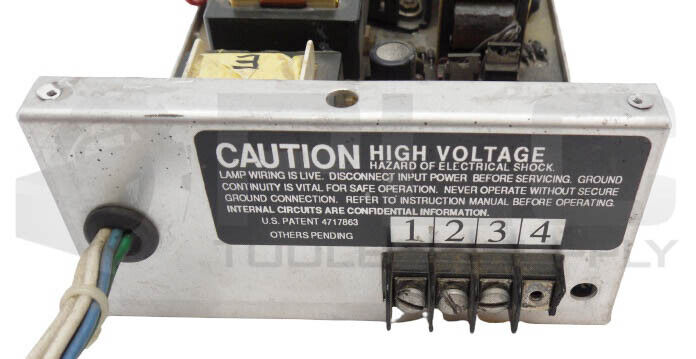 CAUTION HIGH VOLTAGE
HAZARD OF ELECTRICAL SHOCK.
LAMP WIRING IS LIVE. DISCONNECT INPUT POWER BEFORE SERVICING. GROUND
CONTINUITY IS VITAL FOR SAFE OPERATION. NEVER OPERATE WITHOUT SECURE
GROUND CONNECTION. REFER TO INSTRUCTION MANUAL BEFORE OPERATING.
INTERNAL CIRCUITS ARE CONFIDENTIAL INFORMATION.
U.S. PATENT 4717863
OTHERS PENDING
1 2 3 4